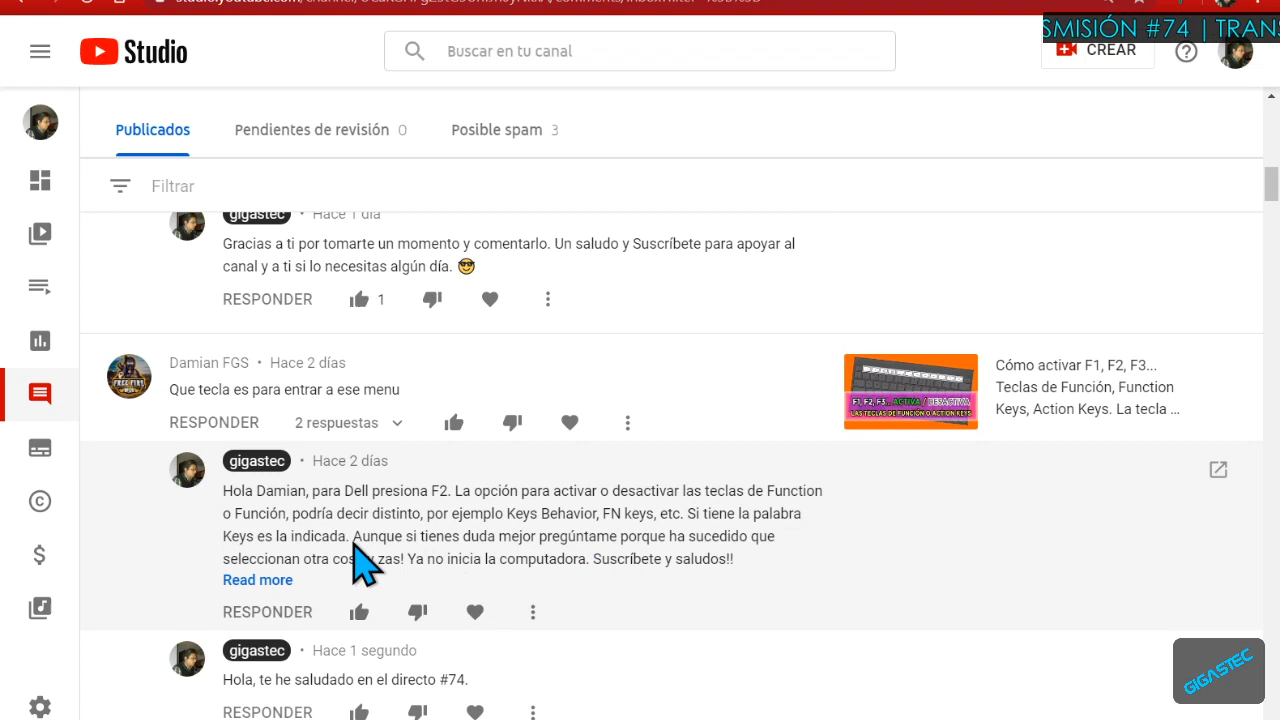 SMISIÓN #74 | TRANS
Studio
Buscar en tu canal
CREAR
Publicados
Pendientes de revisión 0
Posible spam 3
Filtrar
gigastec • Hace 1 día
Gracias a ti por tomarte un momento y comentarlo. Un saludo y Suscríbete para apoyar al
canal y a ti si lo necesitas algún día. 😎
RESPONDER 1
Damian FGS • Hace 2 días
Que tecla es para entrar a ese menu
RESPONDER 2 respuestas
FREE FIRE
F1, F2, F3... ACTIVA / DESACTIVA
LAS TECLAS DE FUNCIÓN O ACTION KEYS
Cómo activar F1, F2, F3...
Teclas de Función, Function
Keys, Action Keys. La tecla ...
gigastec • Hace 2 días
Hola Damian, para Dell presiona F2. La opción para activar o desactivar las teclas de Function
o Función, podría decir distinto, por ejemplo Keys Behavior, FN keys, etc. Si tiene la palabra
Keys es la indicada. Aunque si tienes duda mejor pregúntame porque ha sucedido que
seleccionan otra cosa y zas! Ya no inicia la computadora. Suscríbete y saludos!!
Read more
RESPONDER
gigastec • Hace 1 segundo
Hola, te he saludado en el directo #74.
RESPONDER
GIGASTEC